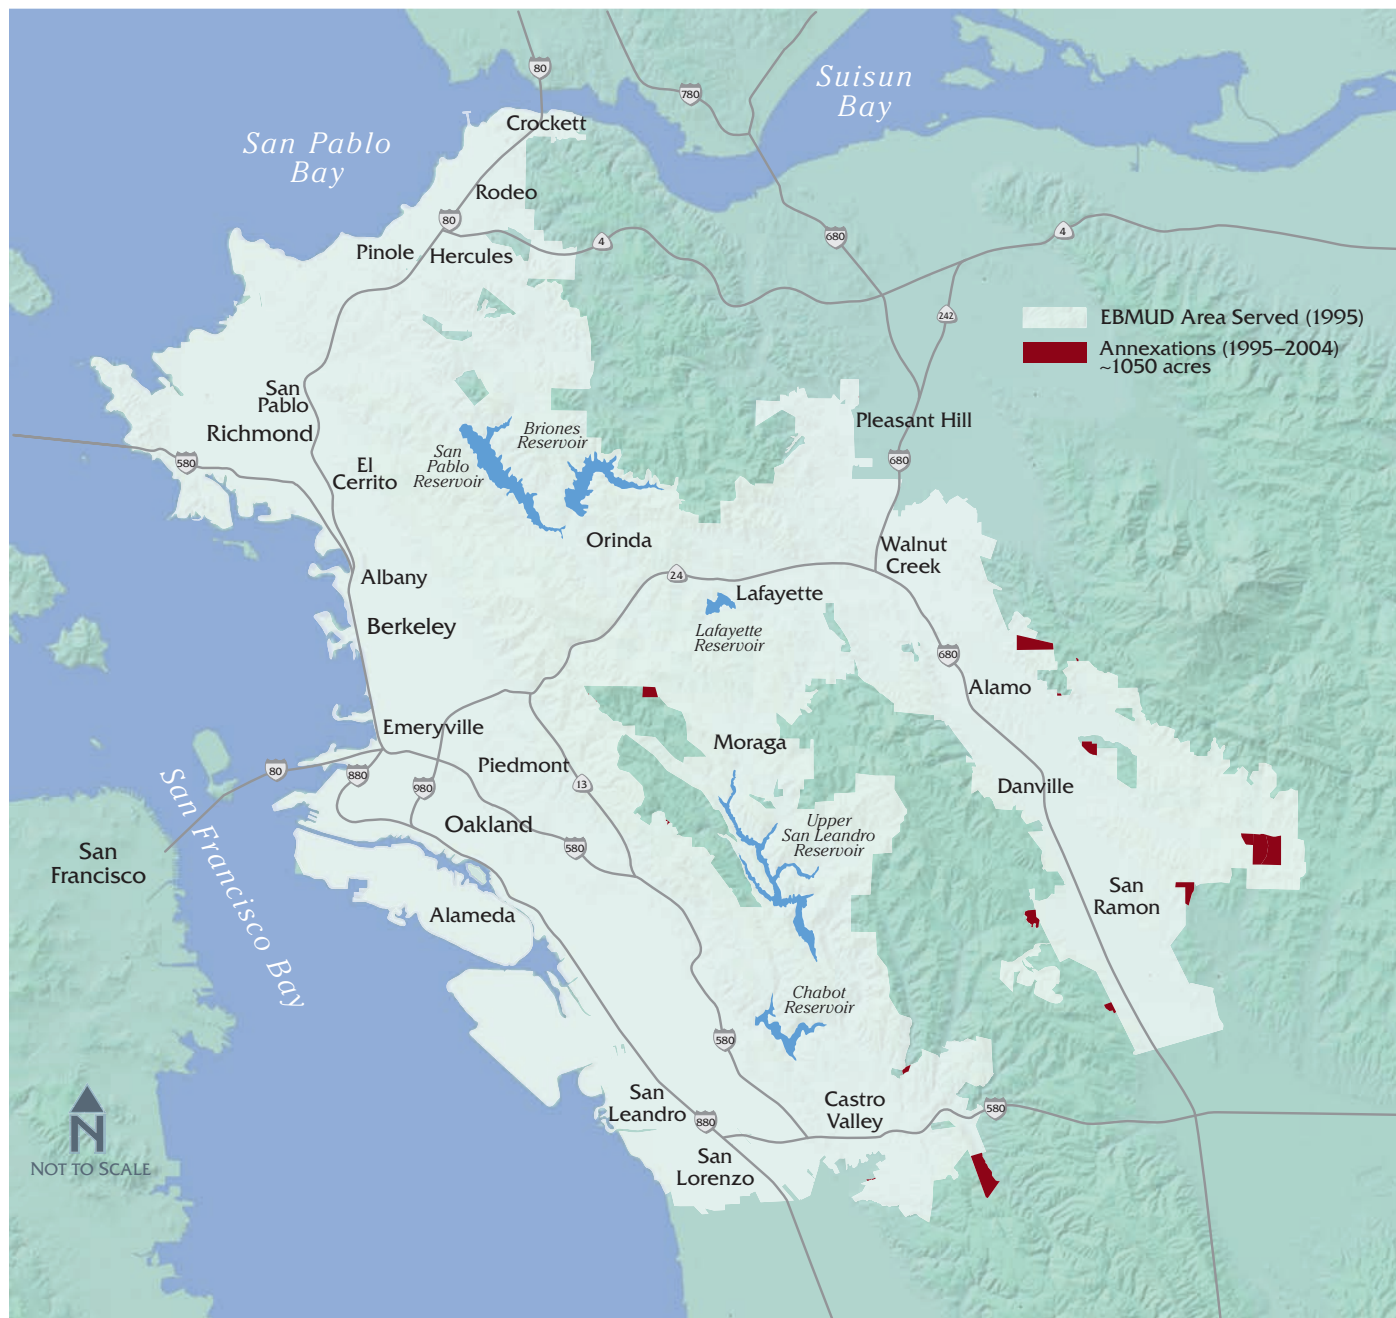 80
780
Suisun
Bay
Crockett
San Pablo
Bay
Rodeo
80
4
680
4
Pinole
Hercules
242
EBMUD Area Served (1995)
Annexations (1995–2004)
~1050 acres
San
Pablo
Richmond
Pleasant Hill
Briones
Reservoir
San
Pablo
Reservoir
580
El
Cerrito
680
Orinda
Walnut
Creek
24
Albany
Lafayette
Berkeley
Lafayette
Reservoir
680
Alamo
Emeryville
Moraga
Piedmont
80
880
980
13
Danville
San Francisco Bay
Oakland
Upper
San Leandro
Reservoir
580
San
Francisco
San
Ramon
Alameda
Chabot
Reservoir
580
San
Leandro
Castro
Valley
880
580
N
NOT TO SCALE
San
Lorenzo